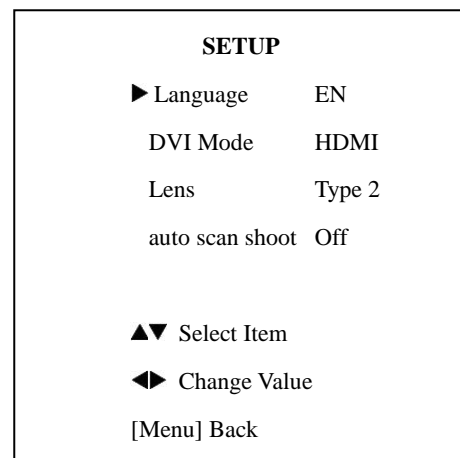 SETUP
▶ Language EN
DVI Mode HDMI
Lens Type 2
auto scan shoot Off
▲▼ Select Item
◀▶ Change Value
[Menu] Back